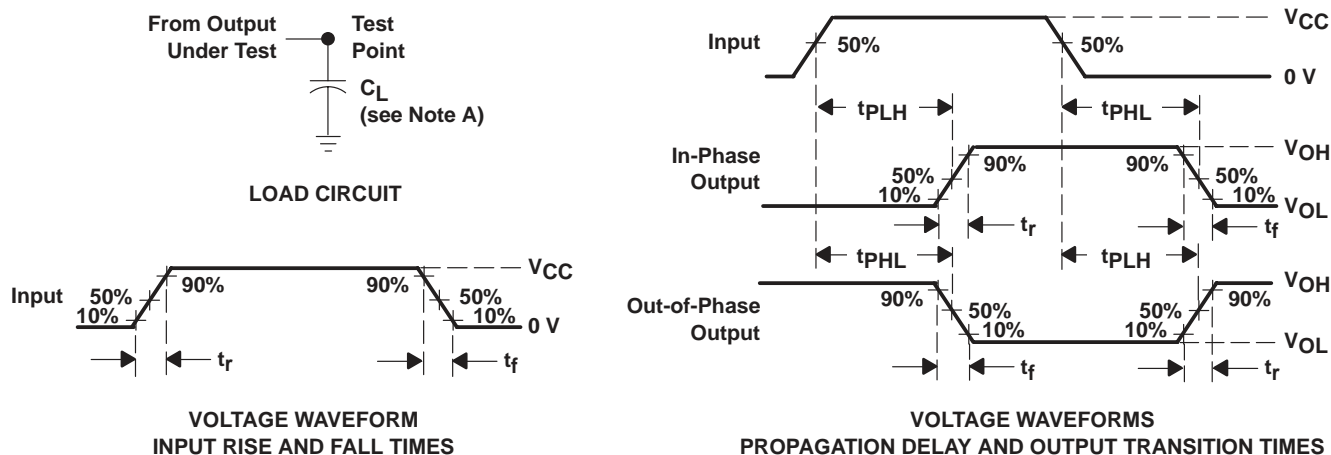 From Output
Under Test
Test
Point
CL
(see Note A)
LOAD CIRCUIT
Input
50%
10%
90%
90%
50%
10%
VCC
0 V
tr
tf
VOLTAGE WAVEFORM
INPUT RISE AND FALL TIMES
Input
50%
50%
VCC
0 V
tPLH
tPHL
In-Phase
Output
50%
10%
90%
90%
50%
10%
VOH
VOL
tr
tf
tPHL
tPLH
Out-of-Phase
Output
90%
50%
10%
50%
10%
90%
VOH
VOL
tf
tr
VOLTAGE WAVEFORMS
PROPAGATION DELAY AND OUTPUT TRANSITION TIMES